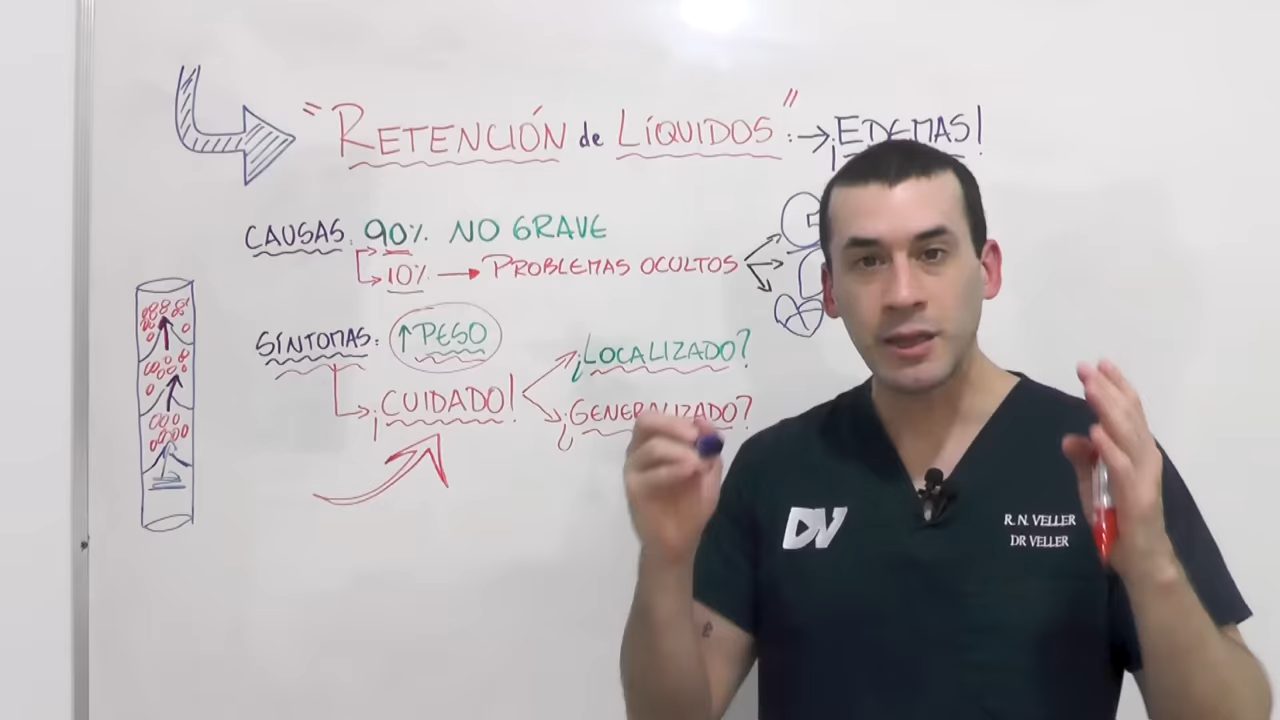 "RETENCIÓN de LÍQUIDOS": → ¡EDEMAS!
CAUSAS: 90% NO GRAVE
10% → PROBLEMAS OCULTOS
SÍNTOMAS: ↑PESO
¡CUIDADO!
¿LOCALIZADO?
¿GENERALIZADO?
DV
R. N. VELLER
DR VELLER